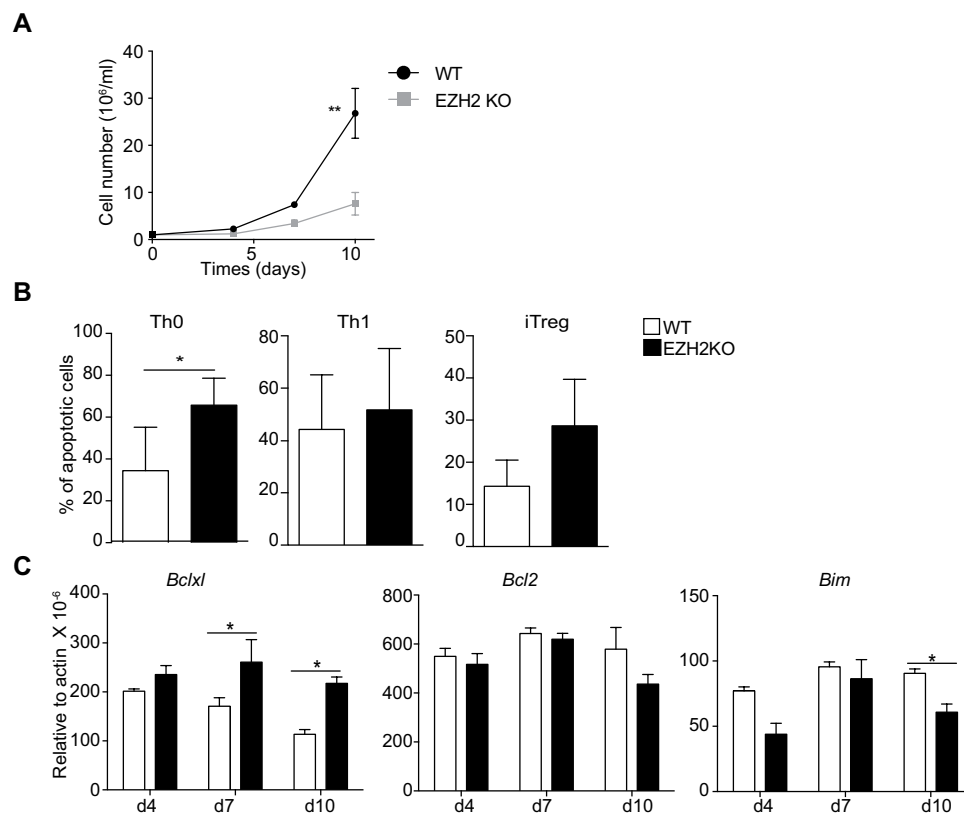 A
Cell number (10⁶/ml)
40
30
20
10
0
0
5
10
Times (days)
**
WT
EZH2 KO
B
% of apoptotic cells
Th0
100
80
60
40
20
0
*
Th1
80
60
40
20
0
iTreg
50
40
30
20
10
0
WT
EZH2KO
C
Relative to actin X 10⁻⁶
Bclxl
400
300
200
100
0
*
*
d4
d7
d10
Bcl2
800
600
400
200
0
d4
d7
d10
Bim
150
100
50
0
*
d4
d7
d10